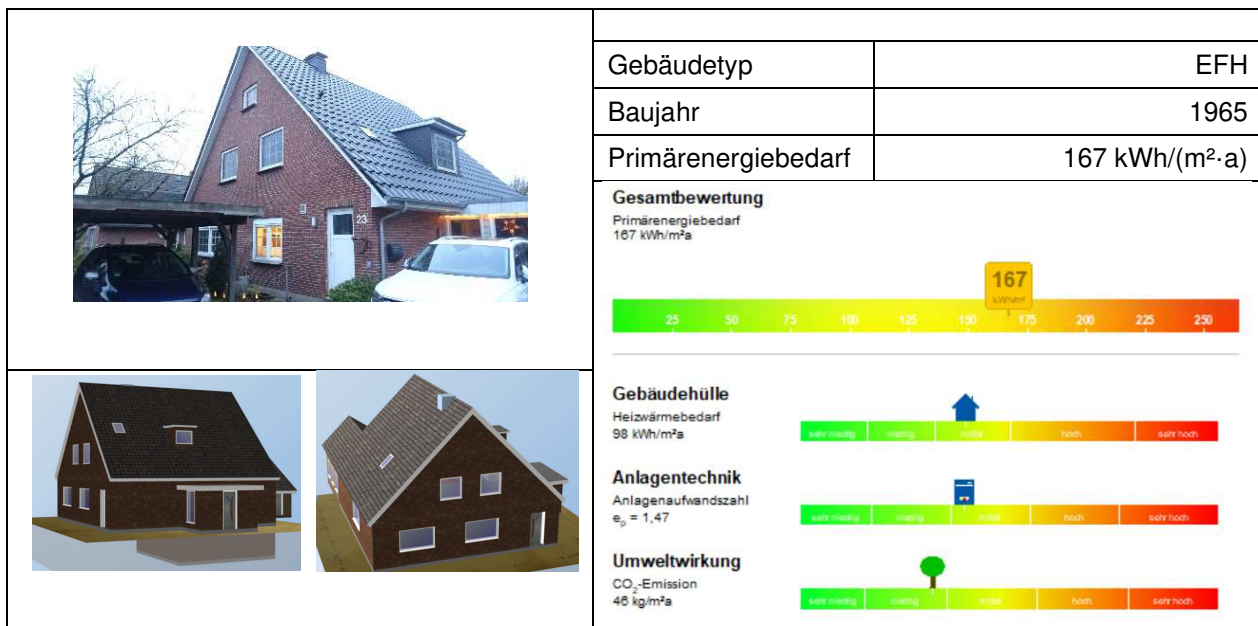 23
Gebäudetyp EFH
Baujahr 1965
Primärenergiebedarf 167 kWh/(m²·a)
Gesamtbewertung
Primärenergiebedarf
167 kWh/m²a
167
kWh/m²
25 50 75 100 125 150 175 200 225 250
Gebäudehülle
Heizwärmebedarf
98 kWh/m²a
sehr niedrig niedrig mittel hoch sehr hoch
Anlagentechnik
Anlagenaufwandszahl
eₚ = 1,47
sehr niedrig niedrig mittel hoch sehr hoch
Umweltwirkung
CO₂-Emission
46 kg/m²a
sehr niedrig niedrig mittel hoch sehr hoch